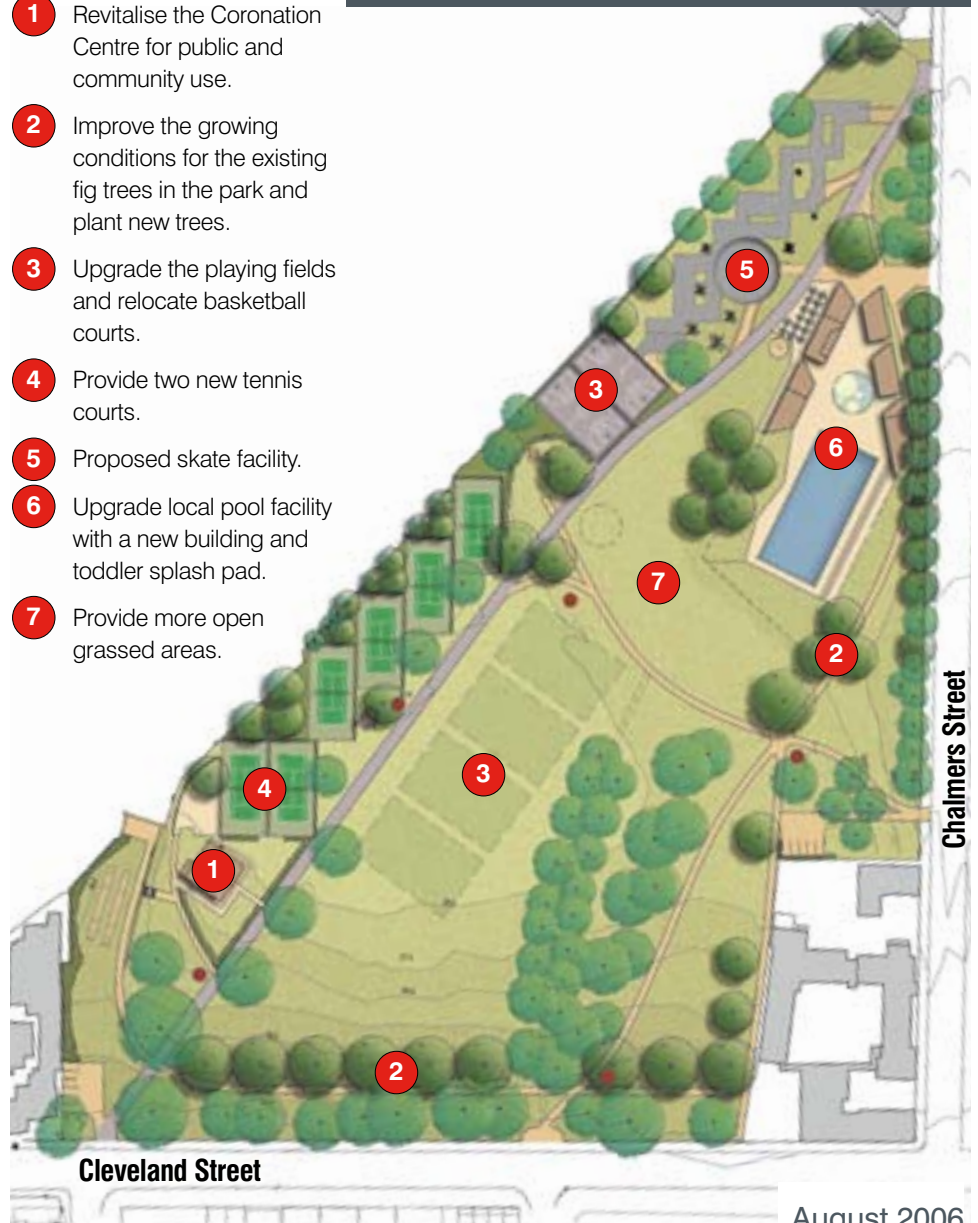 1 Revitalise the Coronation
Centre for public and
community use.
2 Improve the growing
conditions for the existing
fig trees in the park and
plant new trees.
3 Upgrade the playing fields
and relocate basketball
courts.
4 Provide two new tennis
courts.
5 Proposed skate facility.
6 Upgrade local pool facility
with a new building and
toddler splash pad.
7 Provide more open
grassed areas.
5
3
6
7
2
3
4
1
2
Chalmers Street
Cleveland Street
August 2006